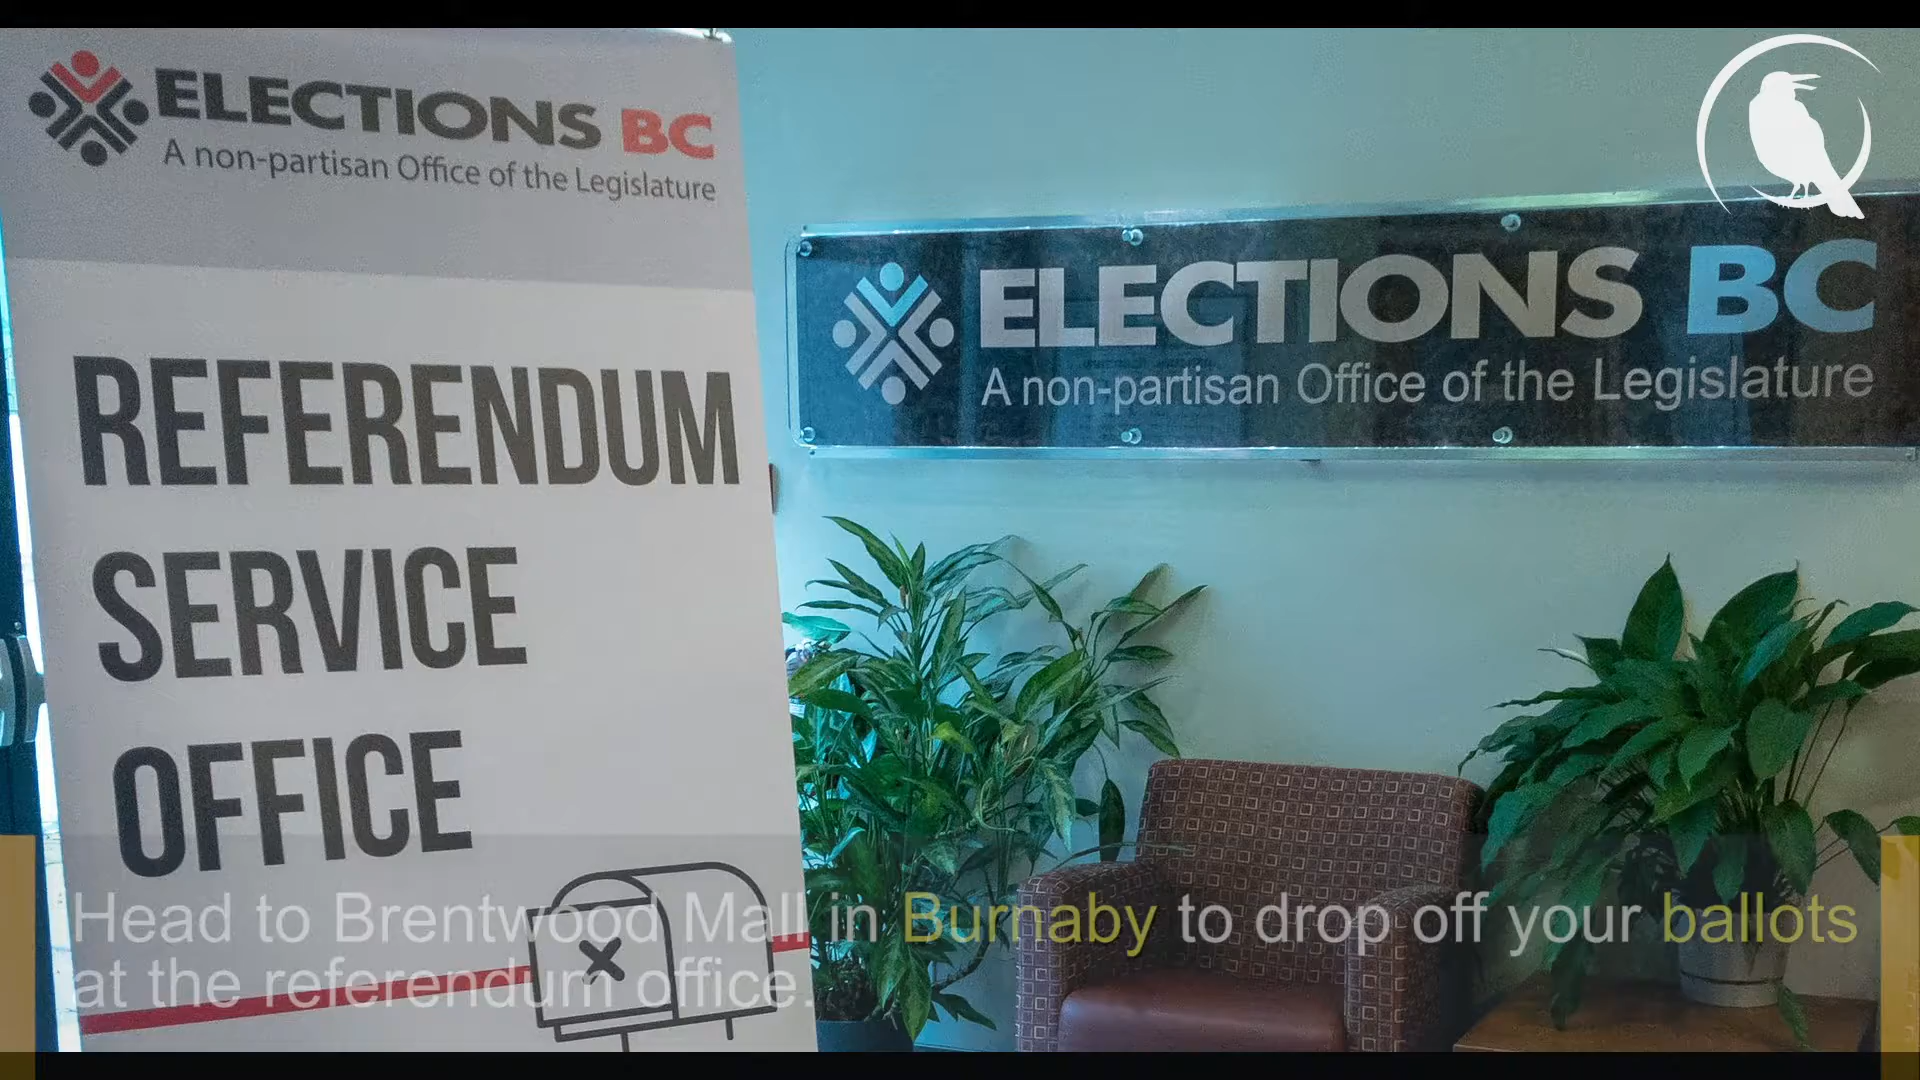 ELECTIONS BC
A non-partisan Office of the Legislature
REFERENDUM
SERVICE
OFFICE
ELECTIONS BC
A non-partisan Office of the Legislature
Head to Brentwood Mall in Burnaby to drop off your ballots
at the referendum office.